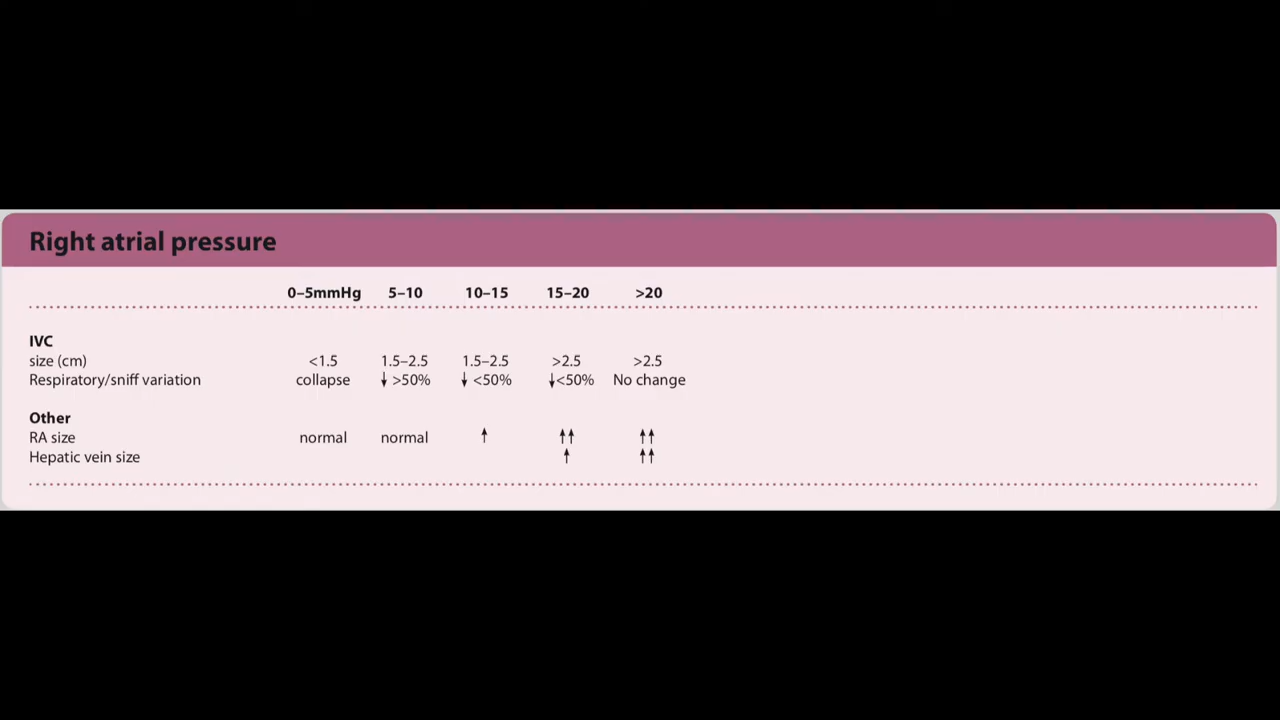 Right atrial pressure
0–5mmHg 5–10 10–15 15–20 >20
IVC
size (cm) <1.5 1.5–2.5 1.5–2.5 >2.5 >2.5
Respiratory/sniff variation collapse ↓ >50% ↓ <50% ↓<50% No change
Other
RA size normal normal ↑ ↑↑ ↑↑
Hepatic vein size ↑ ↑↑